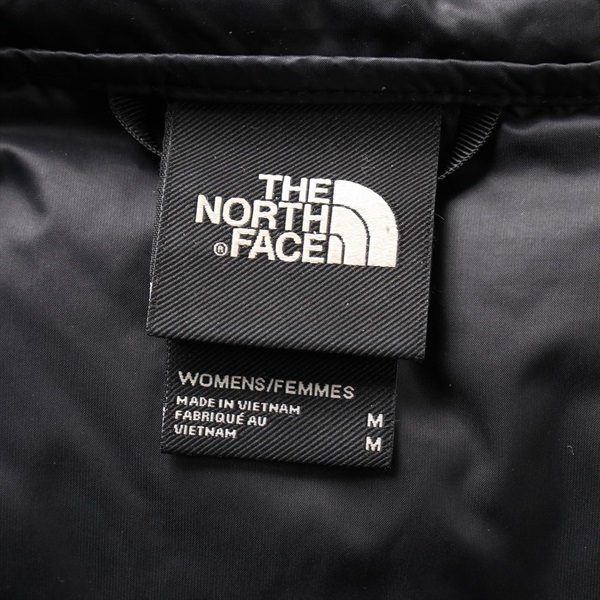 THE
NORTH
® FACE
WOMENS/FEMMES
MADE IN VIETNAM
FABRIQUÉ AU M
VIETNAM M